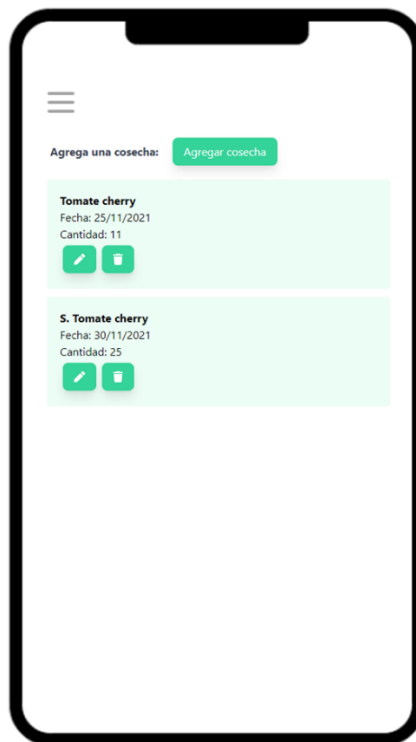 Agrega una cosecha: Agregar cosecha
Tomate cherry
Fecha: 25/11/2021
Cantidad: 11
S. Tomate cherry
Fecha: 30/11/2021
Cantidad: 25